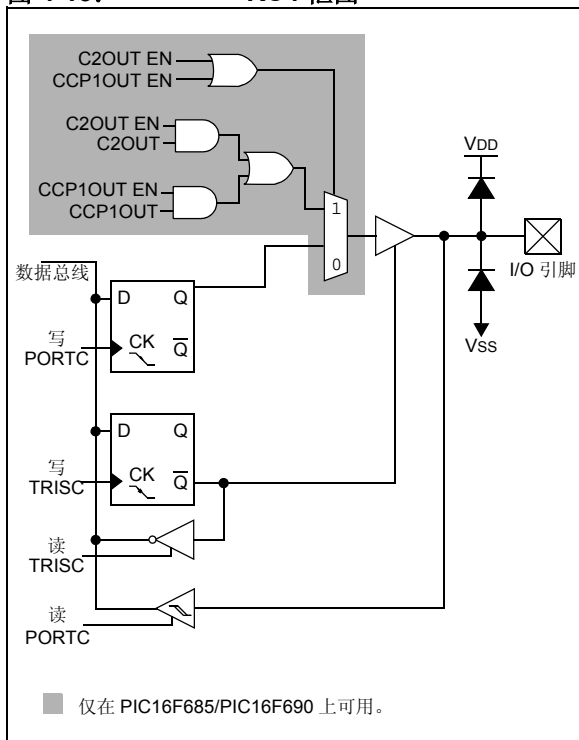 C2OUT EN
CCP1OUT EN
C2OUT EN
C2OUT
CCP1OUT EN
CCP1OUT
1
0
VDD
I/O 引脚
VSS
数据总线
D Q
CK Q
写
PORTC
D Q
CK Q
写
TRISC
读
TRISC
读
PORTC
仅在 PIC16F685/PIC16F690 上可用。